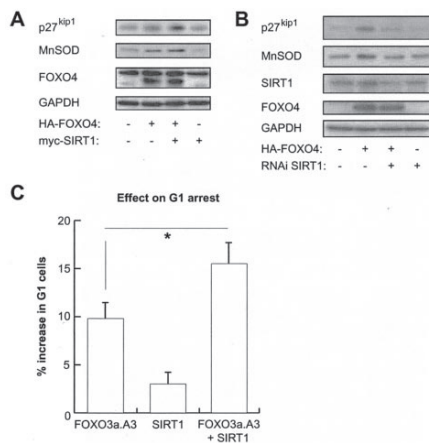 A
p27kip1
MnSOD
FOXO4
GAPDH
HA-FOXO4: - + + -
myc-SIRT1: - - + +
B
p27kip1
MnSOD
SIRT1
FOXO4
GAPDH
HA-FOXO4: - + + -
RNAi SIRT1: - - + +
C
Effect on G1 arrest
*
% increase in G1 cells
20
15
10
5
0
FOXO3a.A3 SIRT1 FOXO3a.A3
+ SIRT1